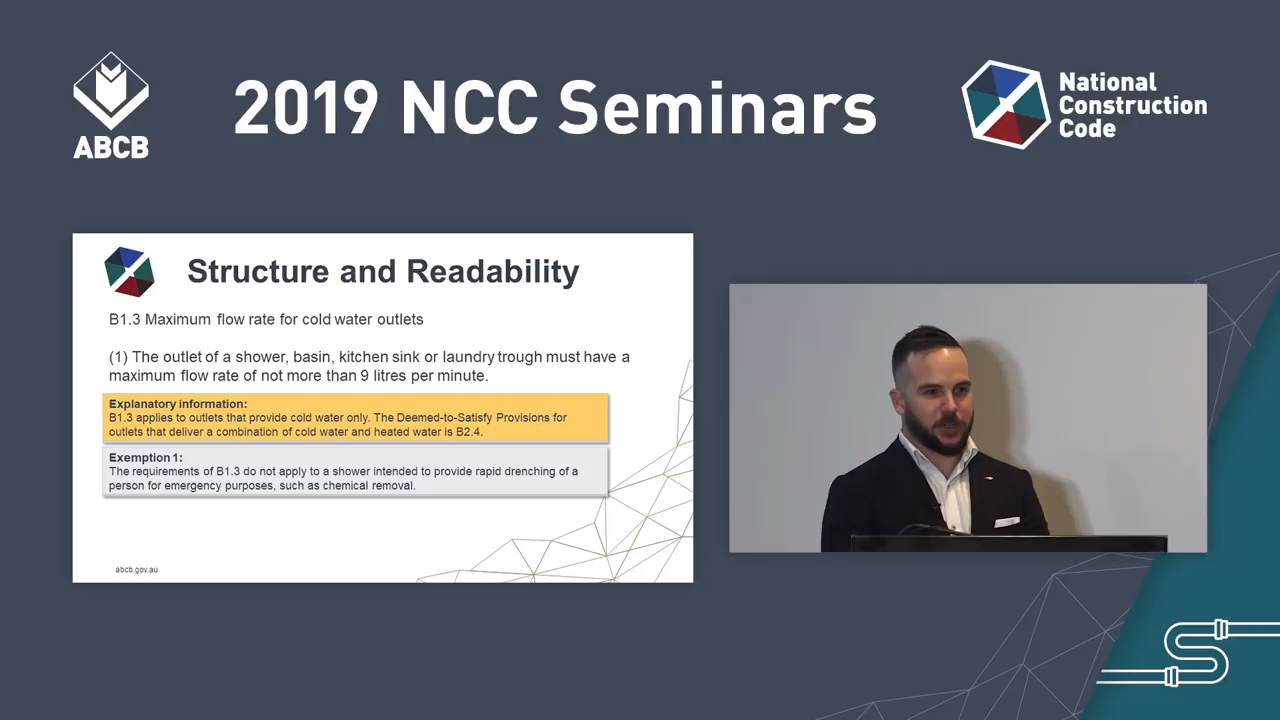 ABCB
2019 NCC Seminars
National
Construction
Code
Structure and Readability
B1.3 Maximum flow rate for cold water outlets
(1) The outlet of a shower, basin, kitchen sink or laundry trough must have a
maximum flow rate of not more than 9 litres per minute.
Explanatory information:
B1.3 applies to outlets that provide cold water only. The Deemed-to-Satisfy Provisions for
outlets that deliver a combination of cold water and heated water is B2.4.
Exemption 1:
The requirements of B1.3 do not apply to a shower intended to provide rapid drenching of a
person for emergency purposes, such as chemical removal.
abcb.gov.au